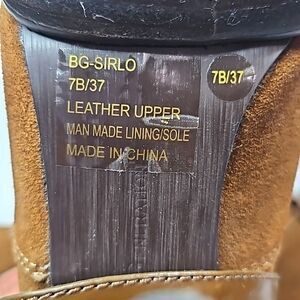 BG-SIRLO
7B/37
7B/37
LEATHER UPPER
MAN MADE LINING/SOLE
MADE IN CHINA